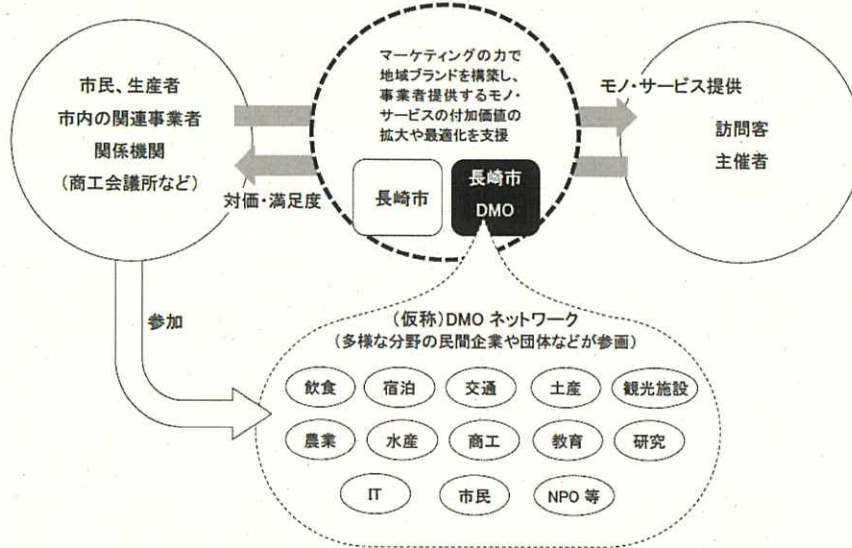 市民、生産者
市内の関連事業者
関係機関
(商工会議所など)
マーケティングの力で
地域ブランドを構築し、
事業者提供するモノ・
サービスの付加価値の
拡大や最適化を支援
長崎市
長崎市
DMO
対価・満足度
モノ・サービス提供
訪問客
主催者
参加
(仮称)DMO ネットワーク
(多様な分野の民間企業や団体などが参画)
飲食 宿泊 交通 土産 観光施設
農業 水産 商工 教育 研究
IT 市民 NPO 等